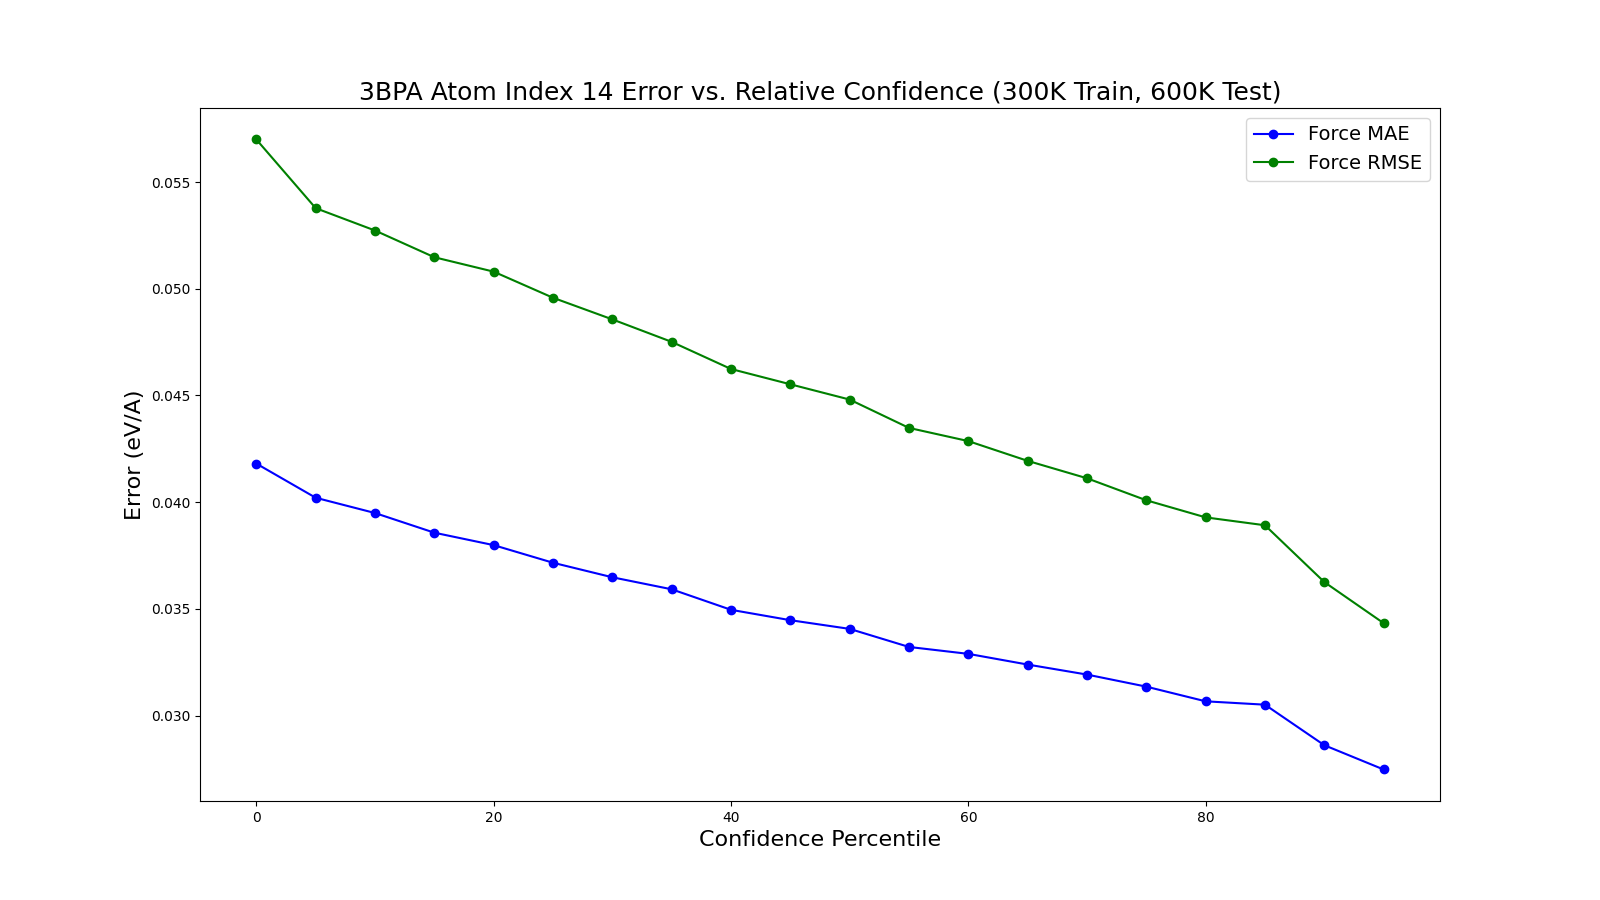 3BPA Atom Index 14 Error vs. Relative Confidence (300K Train, 600K Test)
Force MAE
Force RMSE
Error (eV/A)
0.055
0.050
0.045
0.040
0.035
0.030
0 20 40 60 80
Confidence Percentile